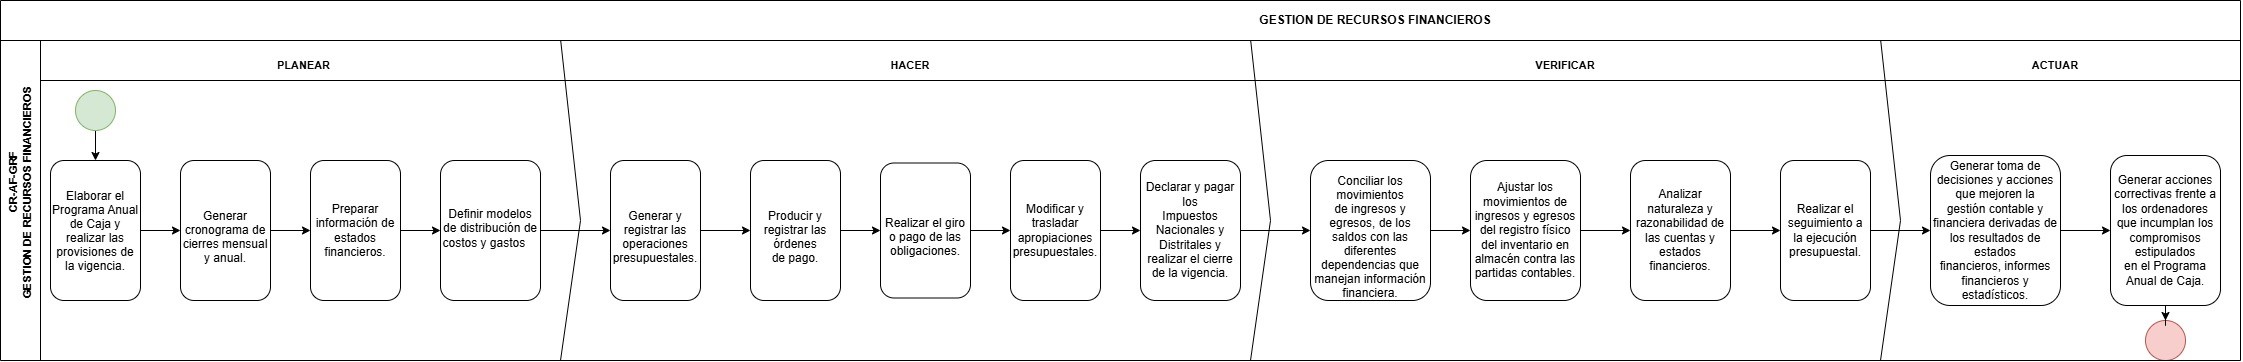 GESTION DE RECURSOS FINANCIEROS
CR-AF-GRF
GESTION DE RECURSOS FINANCIEROS
PLANEAR
HACER
VERIFICAR
ACTUAR
Elaborar el
Programa Anual
de Caja y
realizar las
provisiones de
la vigencia.
Generar
cronograma de
cierres mensual
y anual.
Preparar
información de
estados
financieros.
Definir modelos
de distribución de
costos y gastos
Generar y
registrar las
operaciones
presupuestales.
Producir y
registrar las
órdenes
de pago.
Realizar el giro
o pago de las
obligaciones.
Modificar y
trasladar
apropiaciones
presupuestales.
Declarar y pagar
los
Impuestos
Nacionales y
Distritales y
realizar el cierre
de la vigencia.
Conciliar los
movimientos
de ingresos y
egresos, de los
saldos con las
diferentes
dependencias que
manejan información
financiera.
Ajustar los
movimientos de
ingresos y egresos
del registro físico
del inventario en
almacén contra las
partidas contables.
Analizar
naturaleza y
razonabilidad de
las cuentas y
estados
financieros.
Realizar el
seguimiento a
la ejecución
presupuestal.
Generar toma de
decisiones y acciones
que mejoren la
gestión contable y
financiera derivadas de
los resultados de
estados
financieros, informes
financieros y
estadísticos.
Generar acciones
correctivas frente a
los ordenadores
que incumplan los
compromisos
estipulados
en el Programa
Anual de Caja.